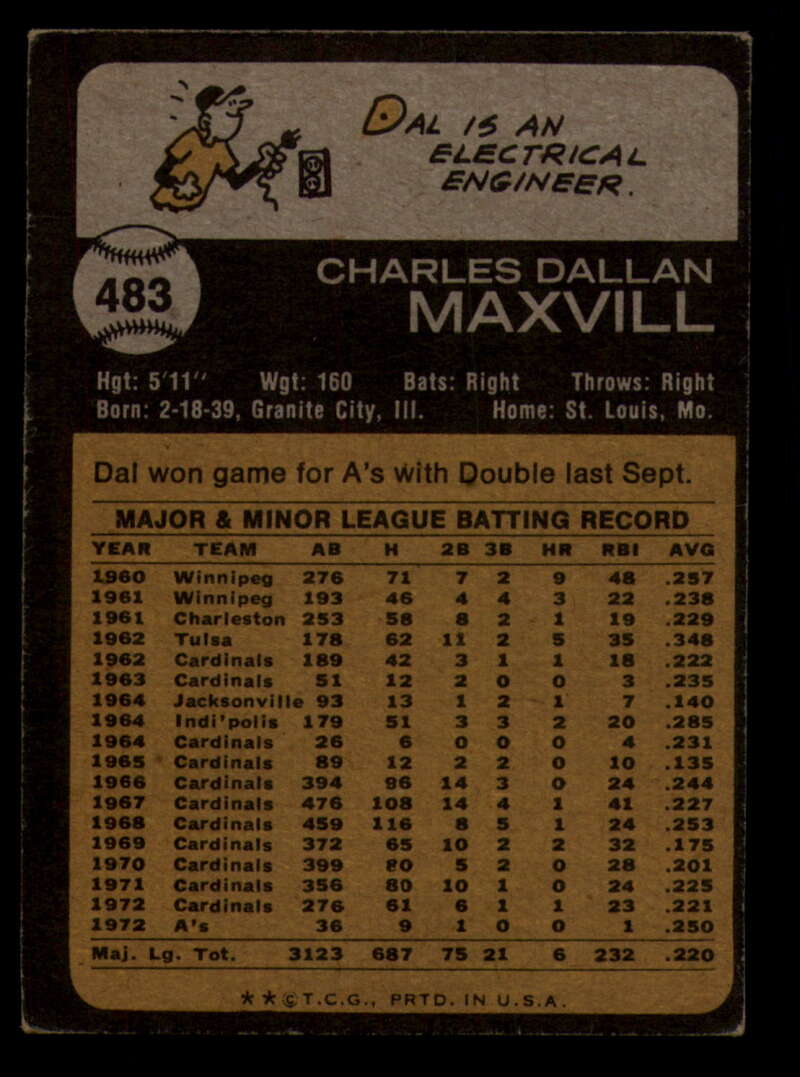 DAL IS AN
ELECTRICAL
ENGINEER.
483
CHARLES DALLAN
MAXVILL
Hgt: 5'11" Wgt: 160 Bats: Right Throws: Right
Born: 2-18-39, Granite City, Ill. Home: St. Louis, Mo.
Dal won game for A's with Double last Sept.
MAJOR & MINOR LEAGUE BATTING RECORD
YEAR TEAM AB H 2B 3B HR RBI AVG
1960 Winnipeg 276 71 7 2 9 48 .257
1961 Winnipeg 193 46 4 4 3 22 .238
1961 Charleston 253 58 8 2 1 19 .229
1962 Tulsa 178 62 11 2 5 35 .348
1962 Cardinals 189 42 3 1 1 18 .222
1963 Cardinals 51 12 2 0 0 3 .235
1964 Jacksonville 93 13 1 2 1 7 .140
1964 Indi'polis 179 51 3 3 2 20 .285
1964 Cardinals 26 6 0 0 0 4 .231
1965 Cardinals 89 12 2 2 0 10 .135
1966 Cardinals 394 96 14 3 0 24 .244
1967 Cardinals 476 108 14 4 1 41 .227
1968 Cardinals 459 116 8 5 1 24 .253
1969 Cardinals 372 65 10 2 2 32 .175
1970 Cardinals 399 80 5 2 0 28 .201
1971 Cardinals 356 80 10 1 0 24 .225
1972 Cardinals 276 61 6 1 1 23 .221
1972 A's 36 9 1 0 0 1 .250
Maj. Lg. Tot. 3123 687 75 21 6 232 .220
**©T.C.G., PRTD. IN U.S.A.